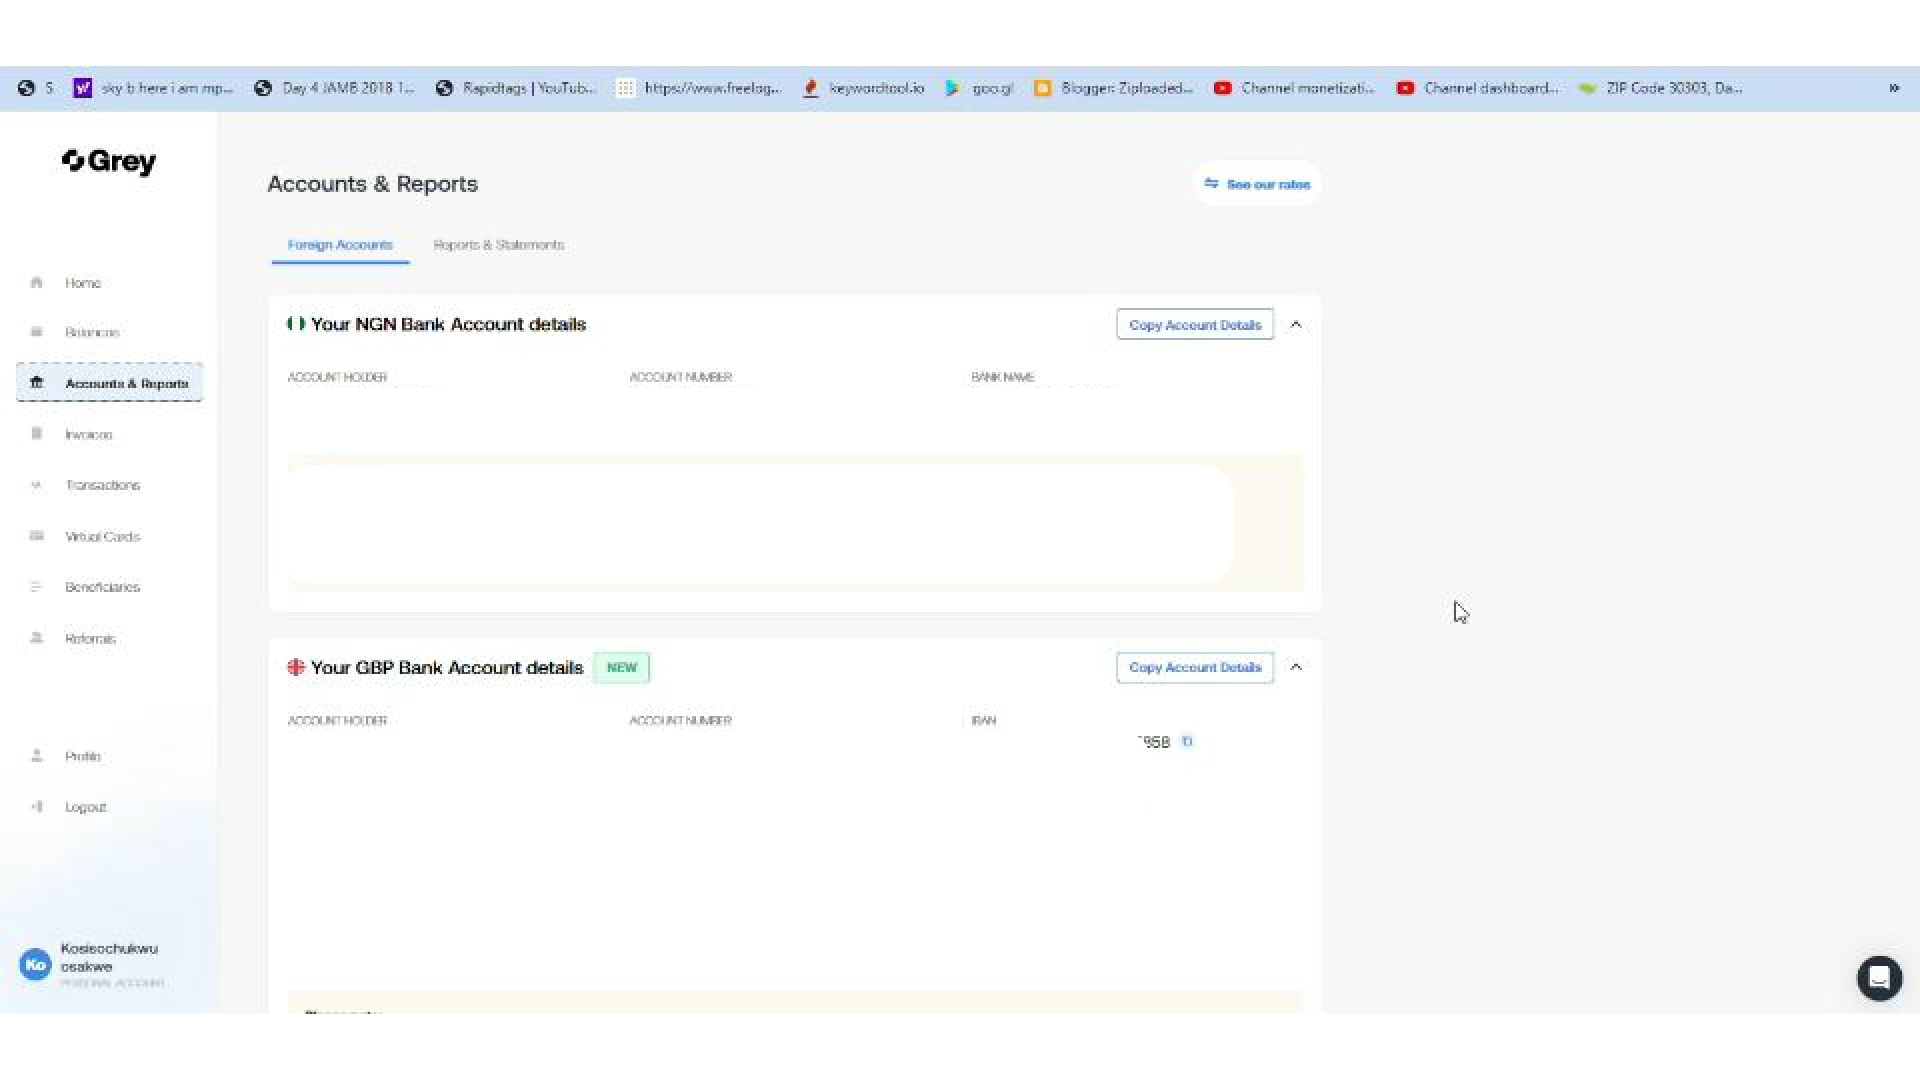 S sky b here i am mp... Day 4 JAMB 2018 1... Rapidtags | YouTub... https://www.freelog... keywordtool.io goo.gl Blogger: Ziploaded... Channel monetizati... Channel dashboard... ZIP Code 30303, Da... »
Grey
Accounts & Reports
See our rates
Foreign Accounts Reports & Statements
Home
Balances
Accounts & Reports
Invoices
Transactions
Virtual Cards
Beneficiaries
Referrals
Profile
Logout
Ko Kosisochukwu
osakwe
PERSONAL ACCOUNT
Your NGN Bank Account details Copy Account Details
ACCOUNT HOLDER ACCOUNT NUMBER BANK NAME
Your GBP Bank Account details NEW Copy Account Details
ACCOUNT HOLDER ACCOUNT NUMBER IBAN
958